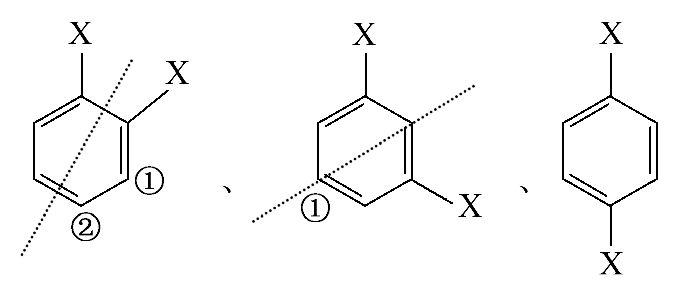 X X ① ② 、
X X ① 、
X X